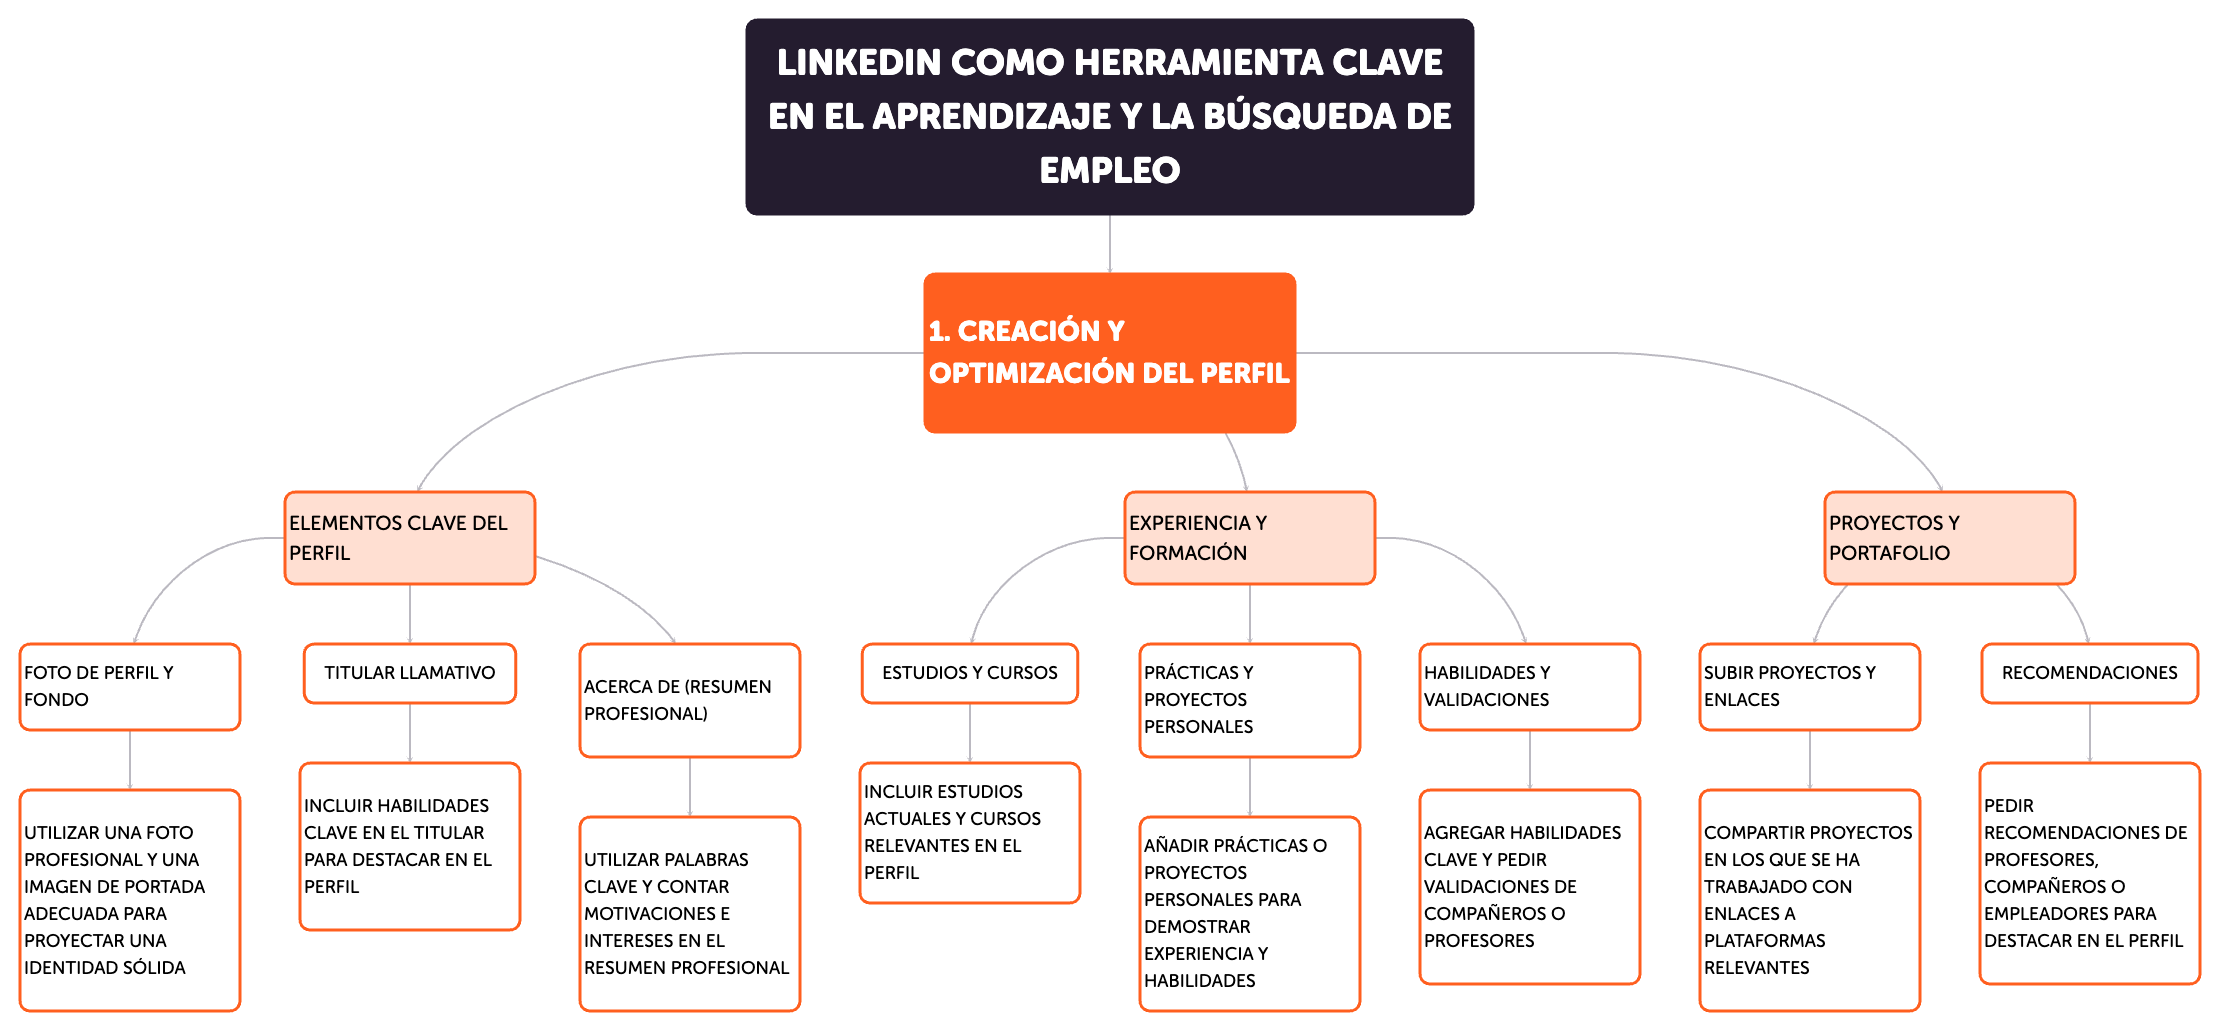 LINKEDIN COMO HERRAMIENTA CLAVE
EN EL APRENDIZAJE Y LA BÚSQUEDA DE
EMPLEO
1. CREACIÓN Y
OPTIMIZACIÓN DEL PERFIL
ELEMENTOS CLAVE DEL
PERFIL
EXPERIENCIA Y
FORMACIÓN
PROYECTOS Y
PORTAFOLIO
FOTO DE PERFIL Y
FONDO
TITULAR LLAMATIVO
ACERCA DE (RESUMEN
PROFESIONAL)
ESTUDIOS Y CURSOS
PRÁCTICAS Y
PROYECTOS
PERSONALES
HABILIDADES Y
VALIDACIONES
SUBIR PROYECTOS Y
ENLACES
RECOMENDACIONES
UTILIZAR UNA FOTO
PROFESIONAL Y UNA
IMAGEN DE PORTADA
ADECUADA PARA
PROYECTAR UNA
IDENTIDAD SÓLIDA
INCLUIR HABILIDADES
CLAVE EN EL TITULAR
PARA DESTACAR EN EL
PERFIL
UTILIZAR PALABRAS
CLAVE Y CONTAR
MOTIVACIONES E
INTERESES EN EL
RESUMEN PROFESIONAL
INCLUIR ESTUDIOS
ACTUALES Y CURSOS
RELEVANTES EN EL
PERFIL
AÑADIR PRÁCTICAS O
PROYECTOS
PERSONALES PARA
DEMOSTRAR
EXPERIENCIA Y
HABILIDADES
AGREGAR HABILIDADES
CLAVE Y PEDIR
VALIDACIONES DE
COMPAÑEROS O
PROFESORES
COMPARTIR PROYECTOS
EN LOS QUE SE HA
TRABAJADO CON
ENLACES A
PLATAFORMAS
RELEVANTES
PEDIR
RECOMENDACIONES DE
PROFESORES,
COMPAÑEROS O
EMPLEADORES PARA
DESTACAR EN EL PERFIL